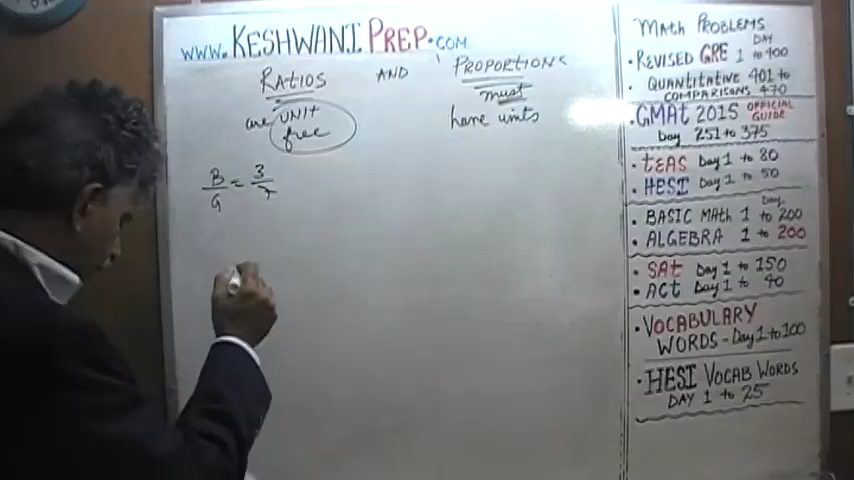 www.KESHWANIPREP.COM
RATIOS AND PROPORTIONS
are UNIT free
must have units
B/G = 3/7
MATH PROBLEMS
DAY
• REVISED GRE 1 to 400
• QUANTITATIVE 401 to
COMPARISONS 470
• GMAt 2015 OFFICIAL GUIDE
Day 251 to 375
• tEAS Day 1 to 80
• HESI Day 1 to 50
Day
• BASIC MAth 1 to 200
• ALGEBRA 1 to 200
• SAt Day 1 to 150
• ACt Day 1 to 40
• VOCABULARY
WORDS - Day 1 to 100
• HESI VOCAB WORDS
DAY 1 to 25